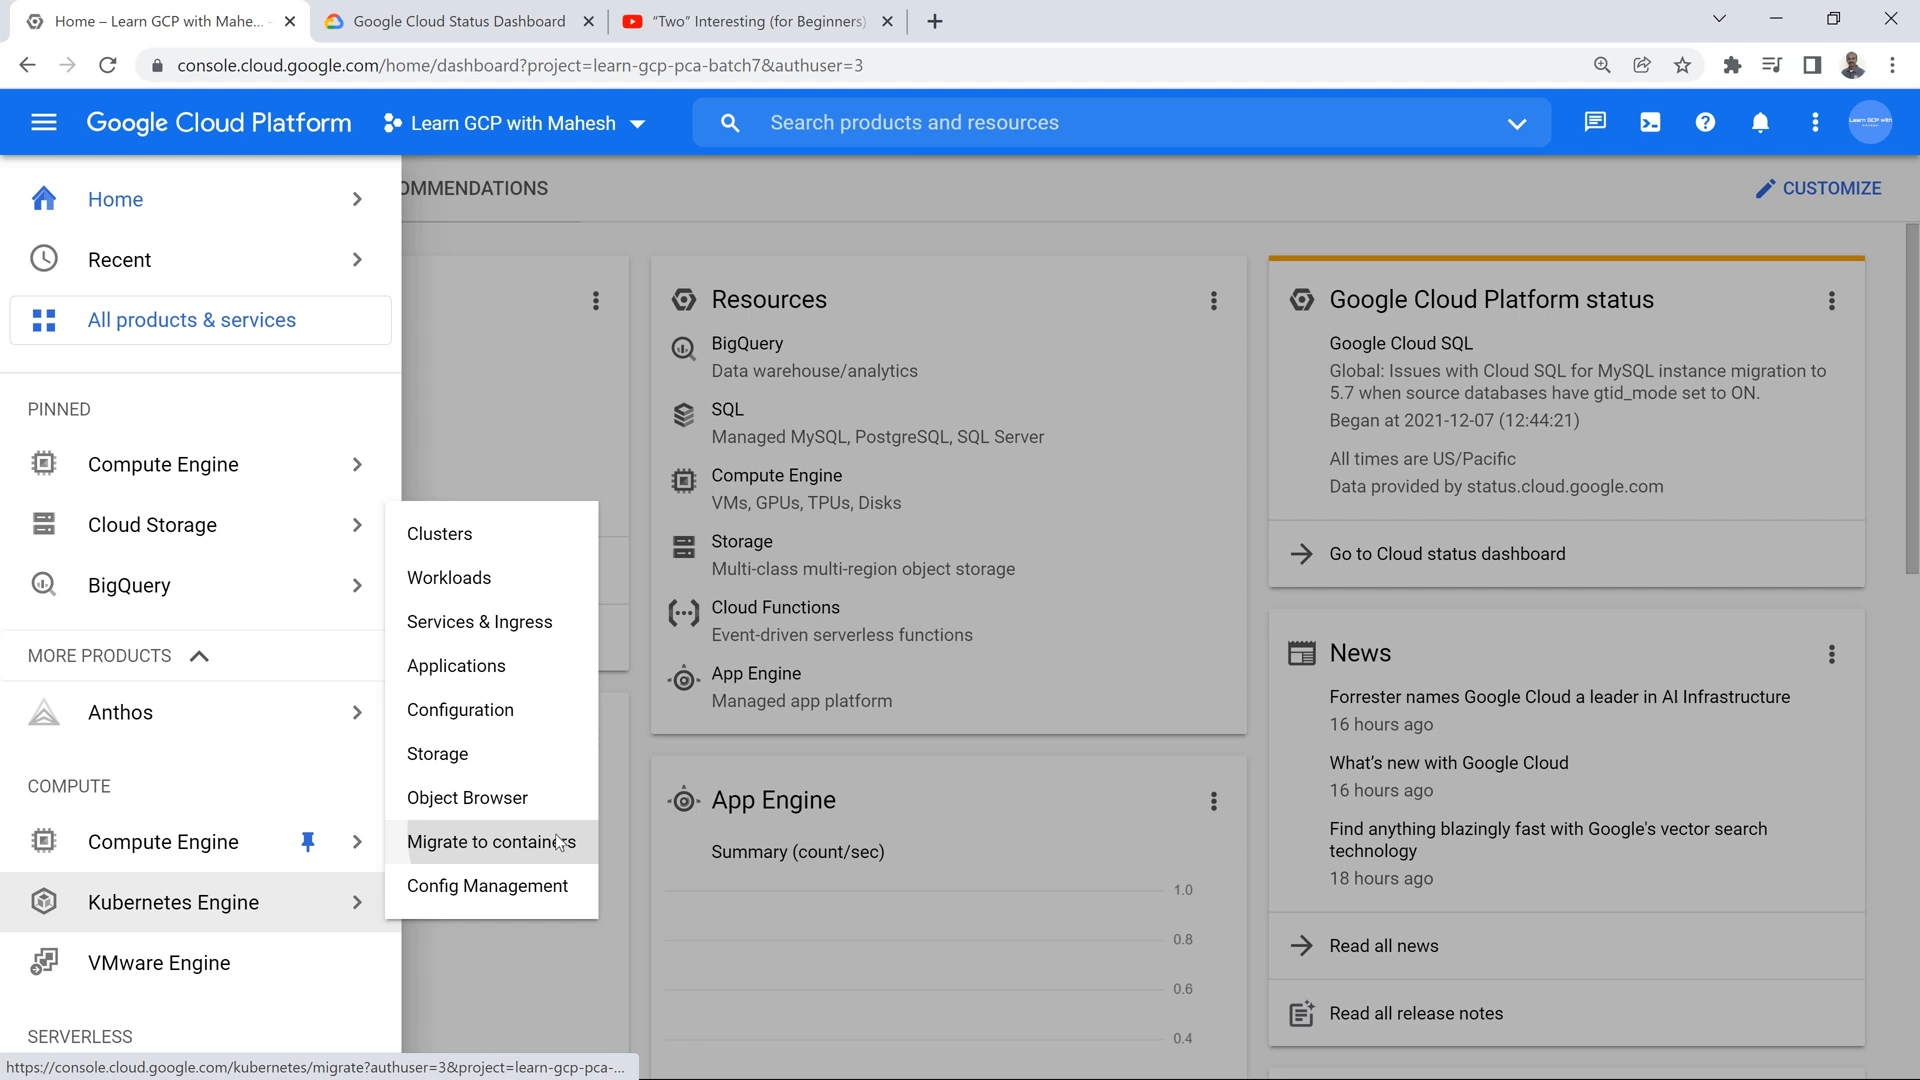 Home – Learn GCP with Mahe...
Google Cloud Status Dashboard
“Two” Interesting (for Beginners)
console.cloud.google.com/home/dashboard?project=learn-gcp-pca-batch7&authuser=3
Google Cloud Platform
Learn GCP with Mahesh
Search products and resources
Learn GCP with
Home
Recent
All products & services
PINNED
Compute Engine
Cloud Storage
BigQuery
MORE PRODUCTS
Anthos
COMPUTE
Compute Engine
Kubernetes Engine
VMware Engine
SERVERLESS
Clusters
Workloads
Services & Ingress
Applications
Configuration
Storage
Object Browser
Migrate to containers
Config Management
OMMENDATIONS
CUSTOMIZE
Resources
BigQuery
Data warehouse/analytics
SQL
Managed MySQL, PostgreSQL, SQL Server
Compute Engine
VMs, GPUs, TPUs, Disks
Storage
Multi-class multi-region object storage
Cloud Functions
Event-driven serverless functions
App Engine
Managed app platform
App Engine
Summary (count/sec)
1.0
0.8
0.6
0.4
Google Cloud Platform status
Google Cloud SQL
Global: Issues with Cloud SQL for MySQL instance migration to
5.7 when source databases have gtid_mode set to ON.
Began at 2021-12-07 (12:44:21)
All times are US/Pacific
Data provided by status.cloud.google.com
Go to Cloud status dashboard
News
Forrester names Google Cloud a leader in AI Infrastructure
16 hours ago
What’s new with Google Cloud
16 hours ago
Find anything blazingly fast with Google's vector search
technology
18 hours ago
Read all news
Read all release notes
https://console.cloud.google.com/kubernetes/migrate?authuser=3&project=learn-gcp-pca-...